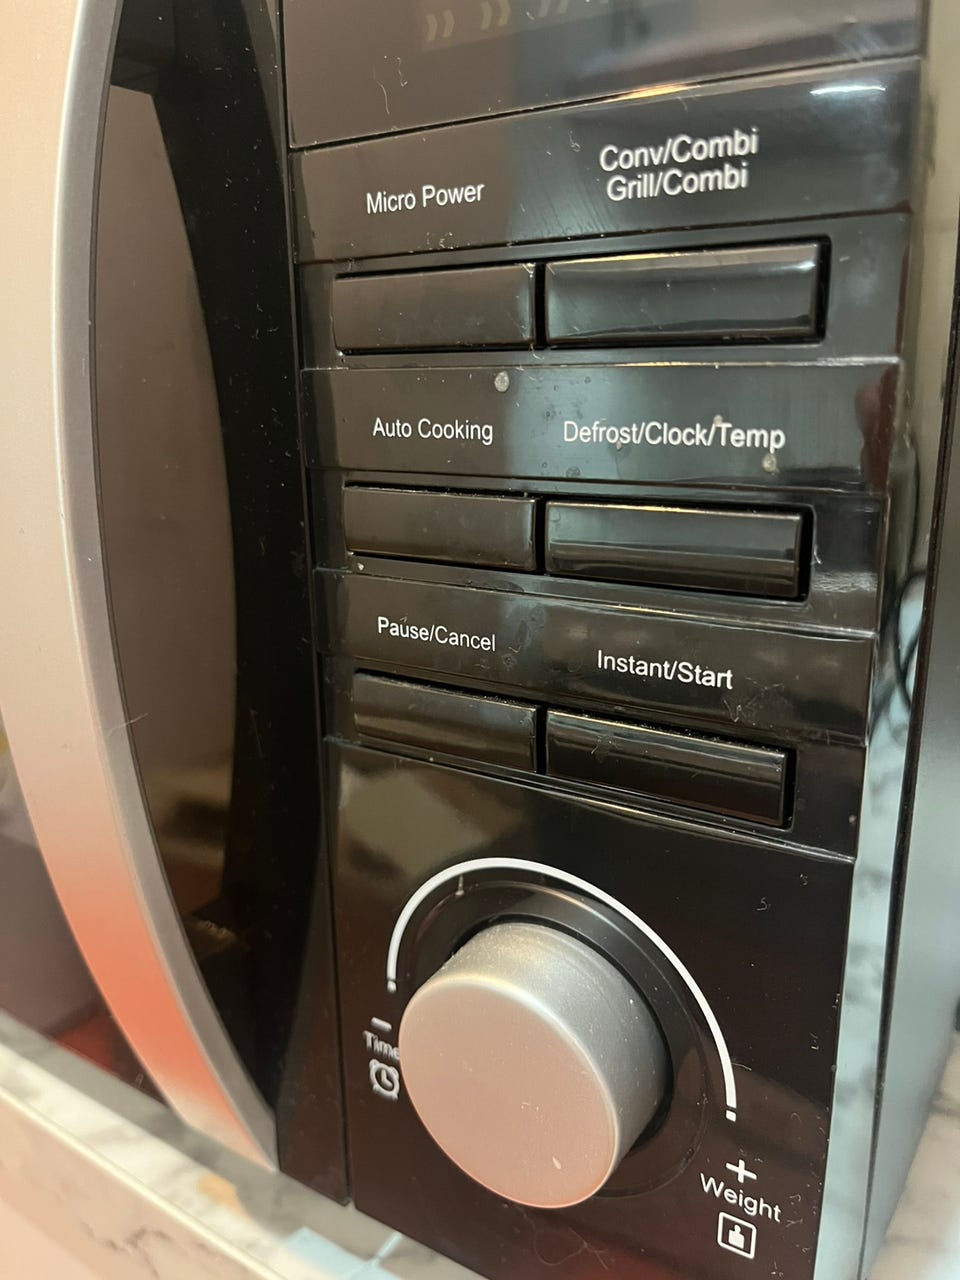 Micro Power
Conv/Combi
Grill/Combi
Auto Cooking
Defrost/Clock/Temp
Pause/Cancel
Instant/Start
−
Time
+
Weight